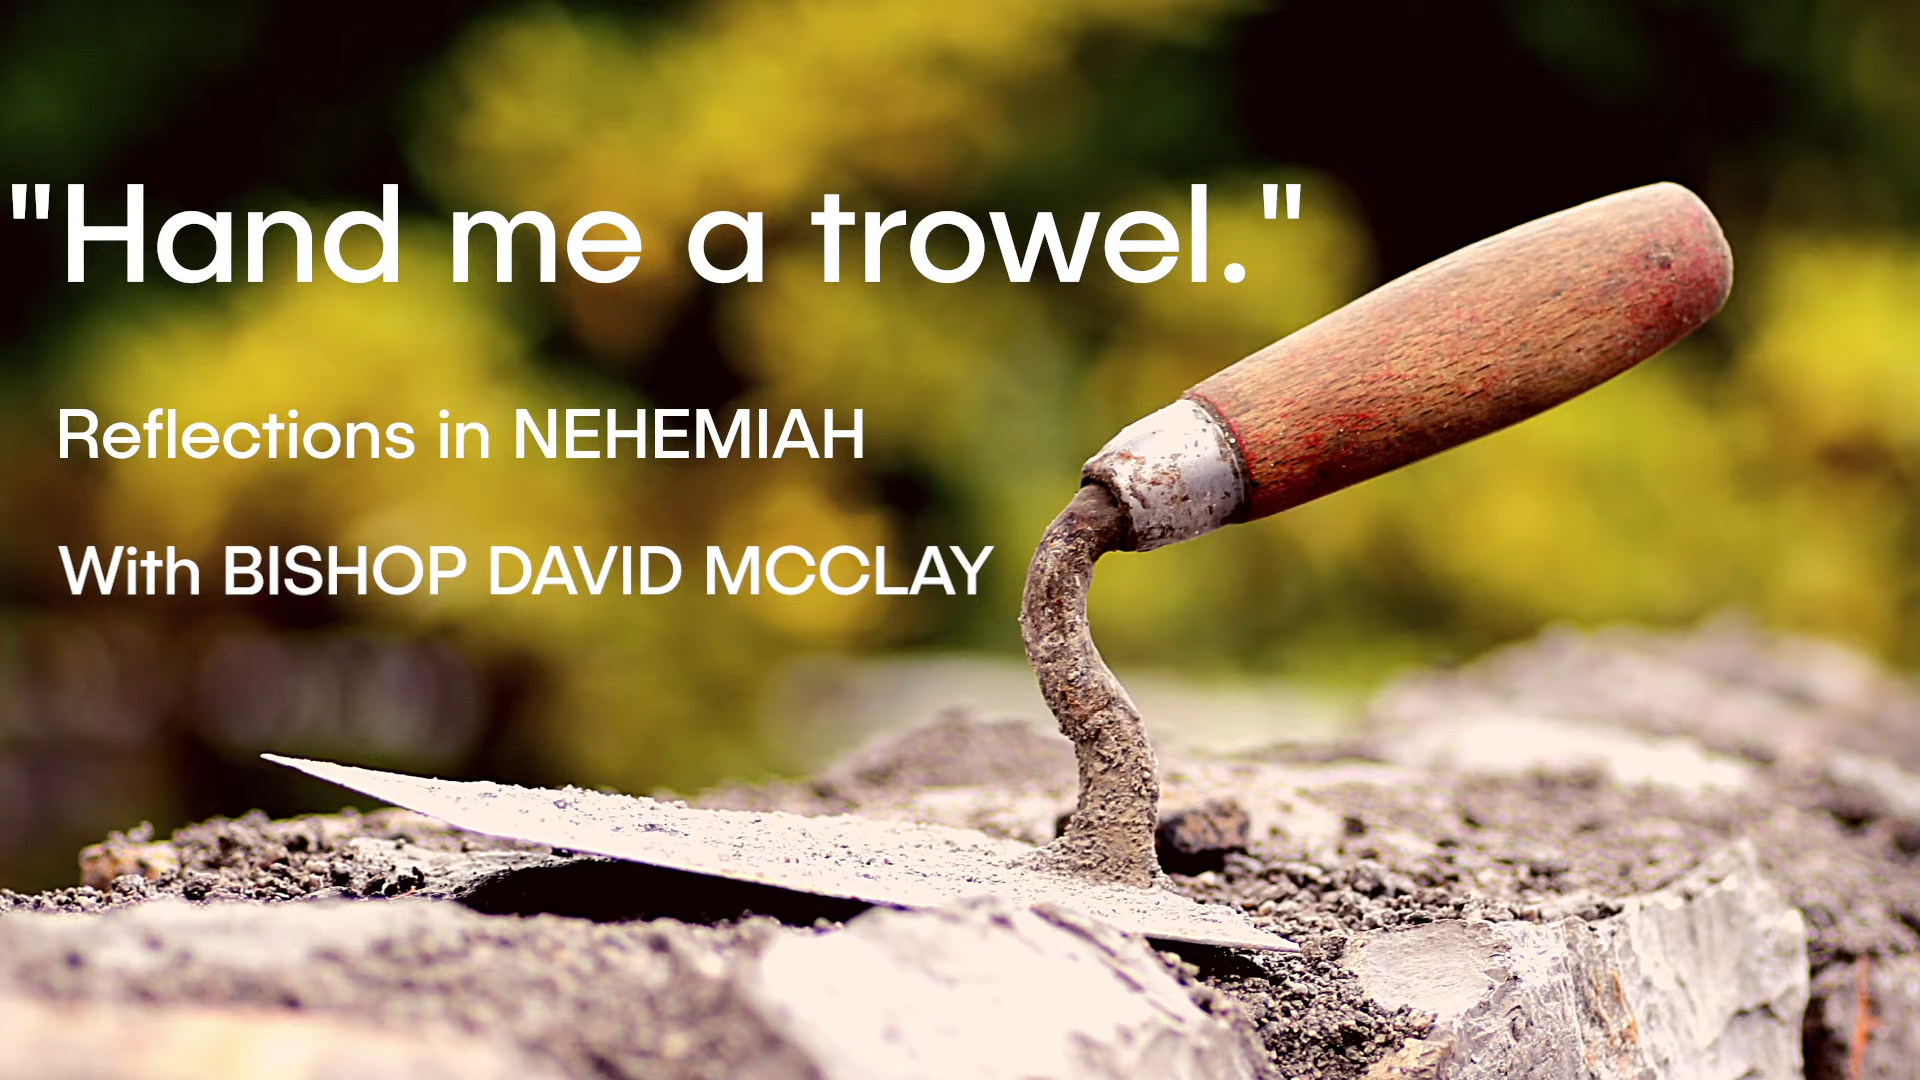 "Hand me a trowel."
Reflections in NEHEMIAH
With BISHOP DAVID MCCLAY